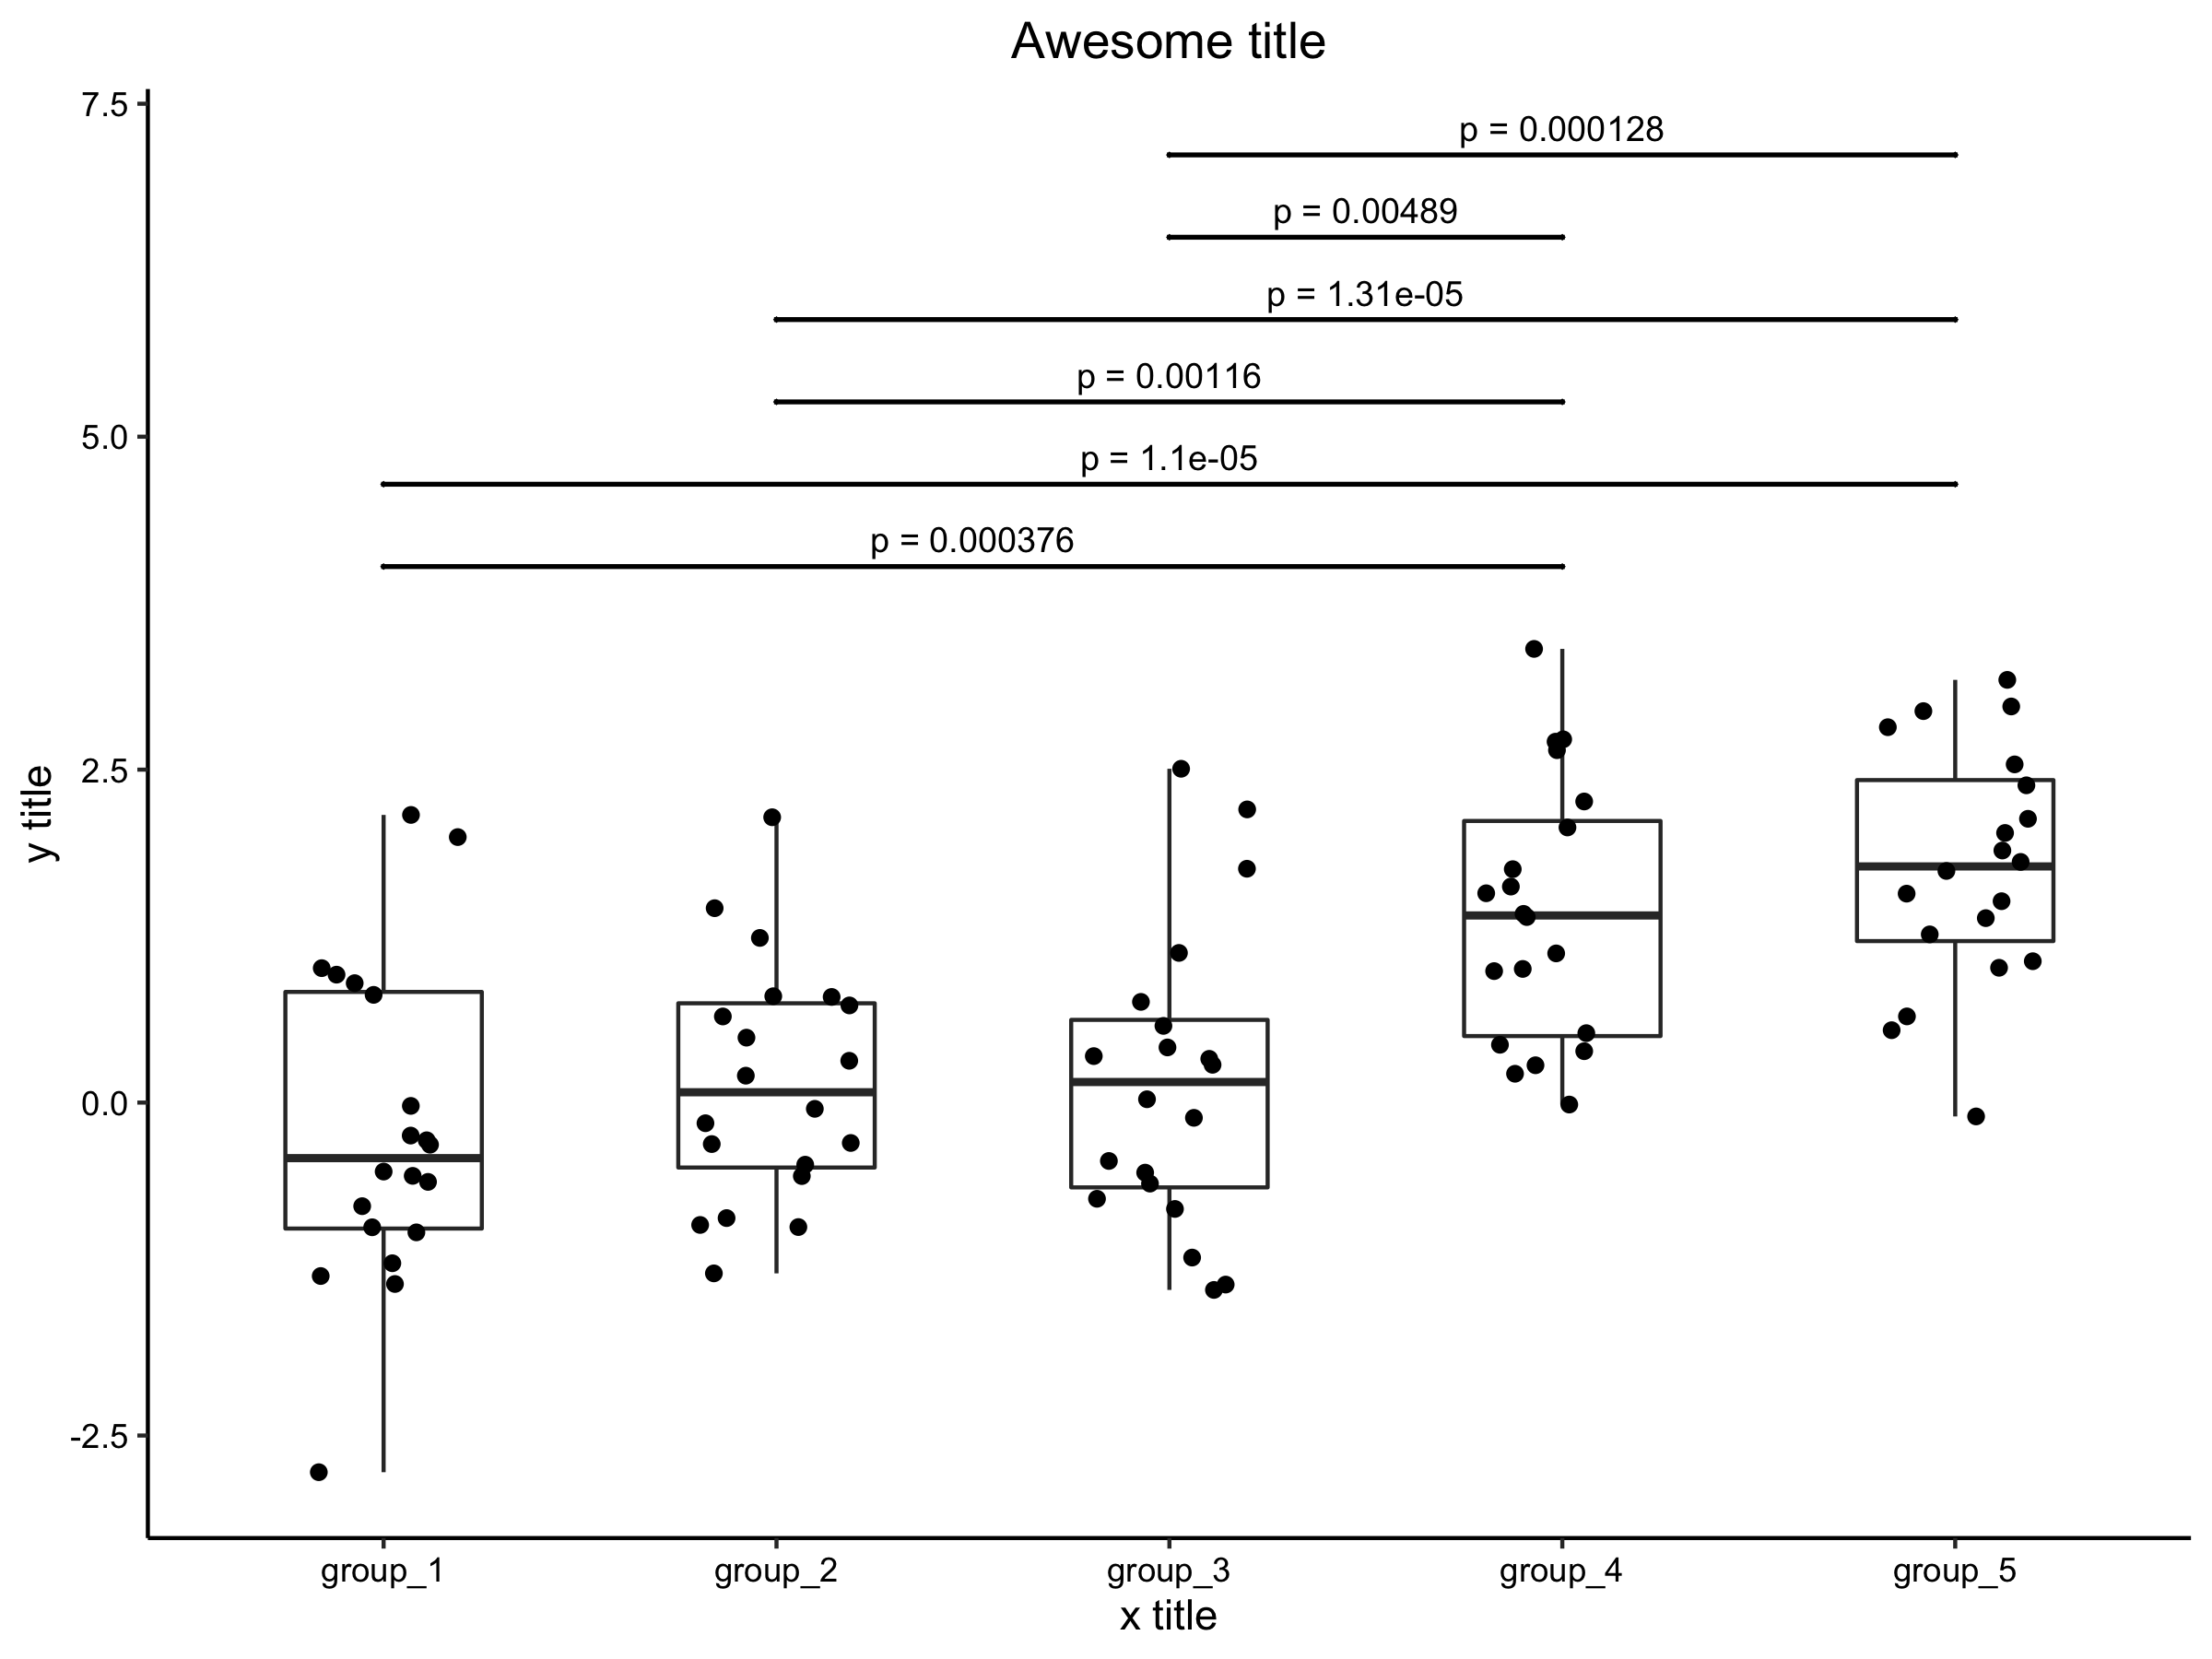 Awesome title
7.5
p = 0.000128
p = 0.00489
p = 1.31e-05
p = 0.00116
5.0
p = 1.1e-05
p = 0.000376
2.5
y title
0.0
-2.5
group_1 group_2 group_3 group_4 group_5
x title